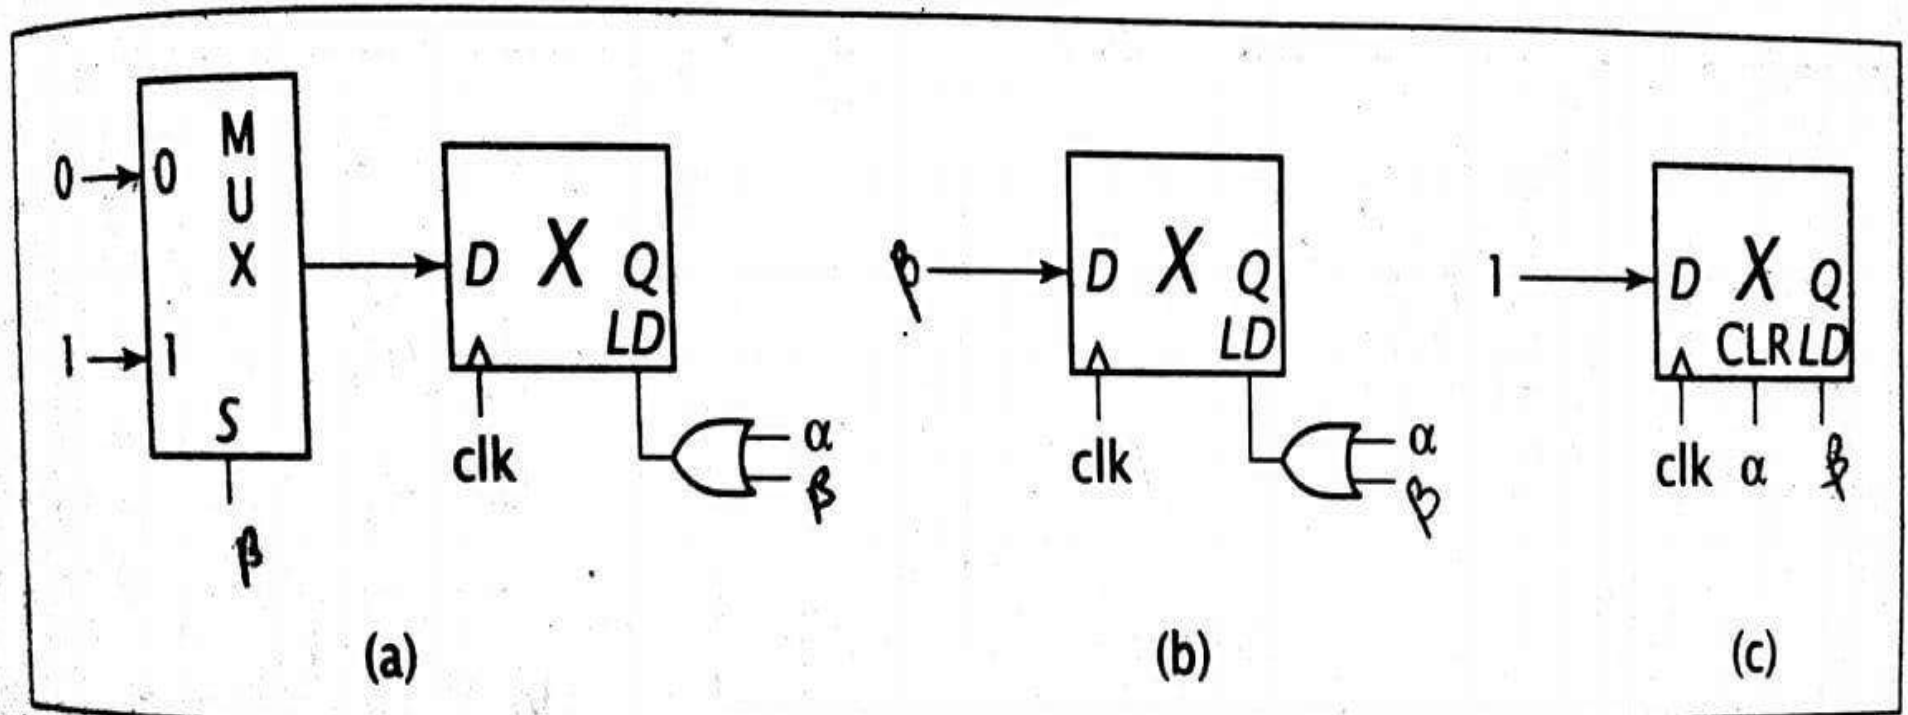 M
U
X
0
0
1
1
S
β
D X Q
LD
clk
α
β
(a)
β
D X Q
LD
clk
α
β
(b)
1
D X Q
CLR LD
clk α β
(c)